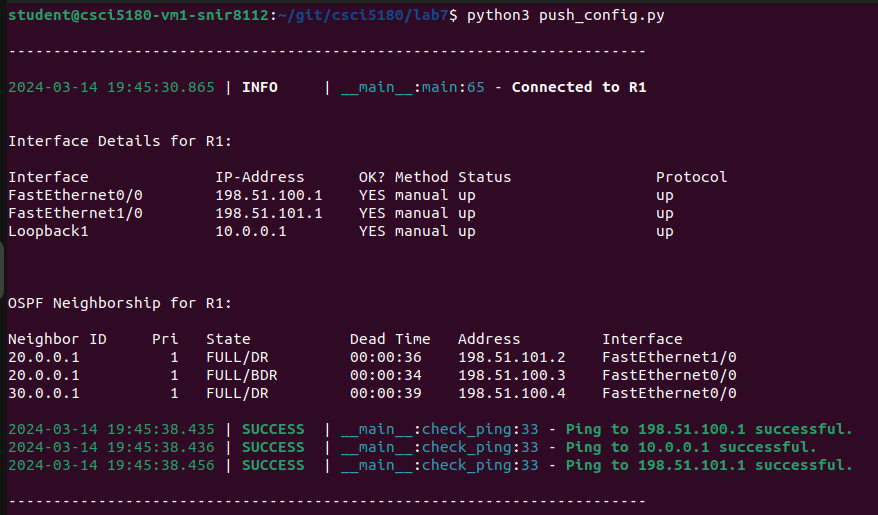 student@csci5180-vm1-snir8112:~/git/csci5180/lab7$ python3 push_config.py
-----------------------------------------------------------------------
2024-03-14 19:45:30.865 | INFO     | __main__:main:65 - Connected to R1
Interface Details for R1:
Interface              IP-Address      OK? Method Status                Protocol
FastEthernet0/0        198.51.100.1    YES manual up                    up
FastEthernet1/0        198.51.101.1    YES manual up                    up
Loopback1              10.0.0.1        YES manual up                    up
OSPF Neighborship for R1:
Neighbor ID     Pri   State           Dead Time   Address         Interface
20.0.0.1          1   FULL/DR         00:00:36    198.51.101.2    FastEthernet1/0
20.0.0.1          1   FULL/BDR        00:00:34    198.51.100.3    FastEthernet0/0
30.0.0.1          1   FULL/DR         00:00:39    198.51.100.4    FastEthernet0/0
2024-03-14 19:45:38.435 | SUCCESS  | __main__:check_ping:33 - Ping to 198.51.100.1 successful.
2024-03-14 19:45:38.436 | SUCCESS  | __main__:check_ping:33 - Ping to 10.0.0.1 successful.
2024-03-14 19:45:38.456 | SUCCESS  | __main__:check_ping:33 - Ping to 198.51.101.1 successful.
-----------------------------------------------------------------------